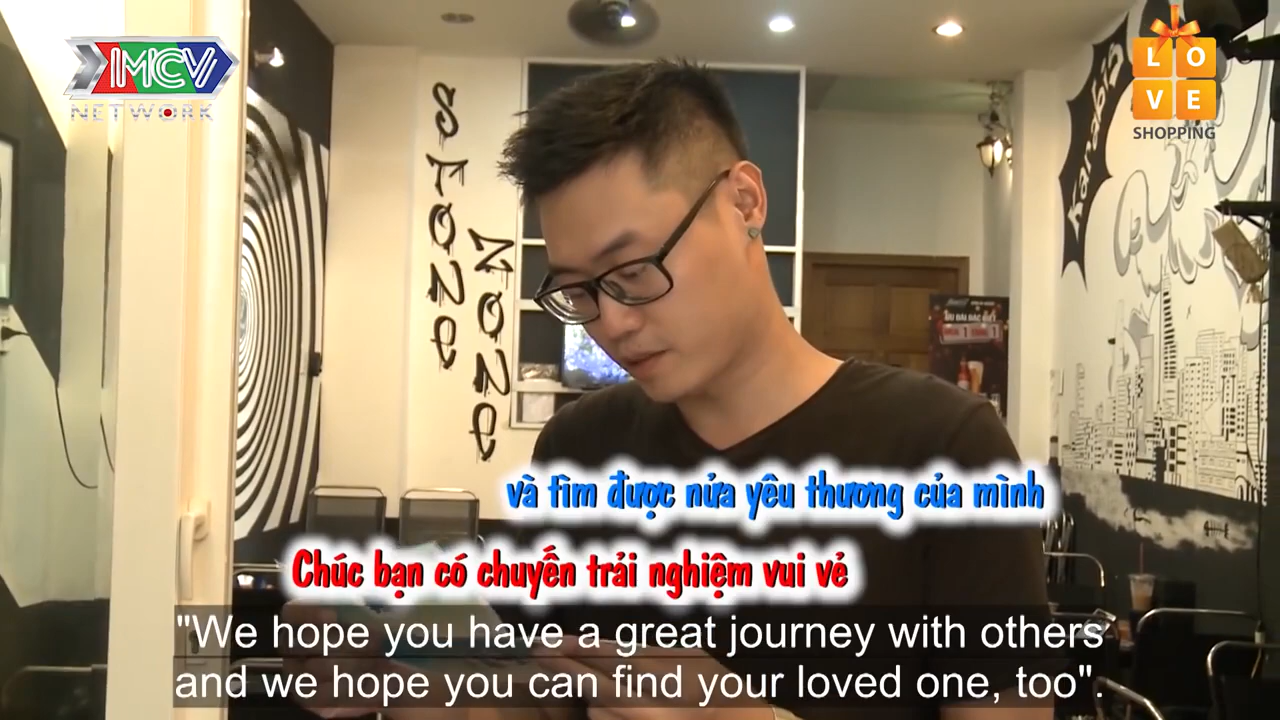 MCV
NETWORK
LOVE
SHOPPING
STONE
ZONE
Karabis
và tìm được nửa yêu thương của mình
Chúc bạn có chuyến trải nghiệm vui vẻ
"We hope you have a great journey with others
and we hope you can find your loved one, too".